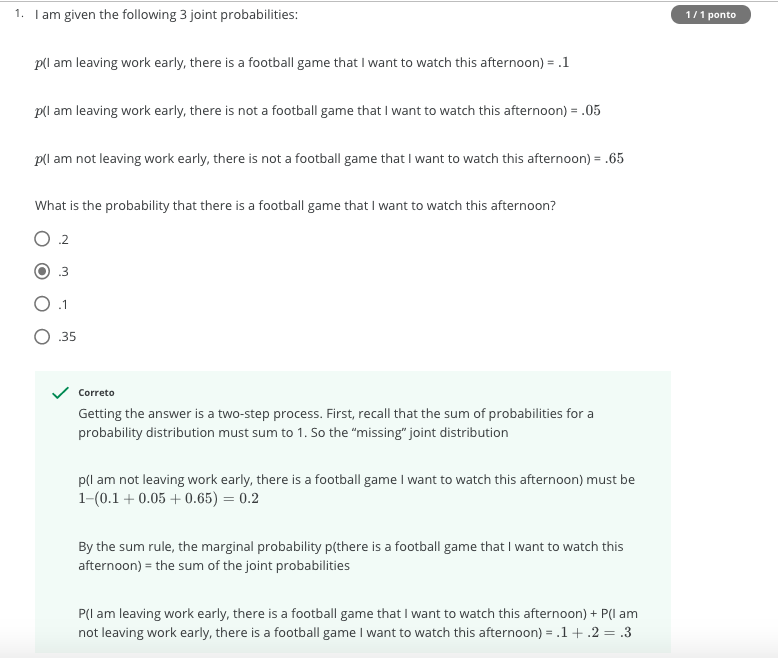 1. I am given the following 3 joint probabilities:
1 / 1 ponto
p(I am leaving work early, there is a football game that I want to watch this afternoon) = .1
p(I am leaving work early, there is not a football game that I want to watch this afternoon) = .05
p(I am not leaving work early, there is not a football game that I want to watch this afternoon) = .65
What is the probability that there is a football game that I want to watch this afternoon?
.2
.3
.1
.35
Correto
Getting the answer is a two-step process. First, recall that the sum of probabilities for a
probability distribution must sum to 1. So the “missing” joint distribution
p(I am not leaving work early, there is a football game I want to watch this afternoon) must be
1–(0.1 + 0.05 + 0.65) = 0.2
By the sum rule, the marginal probability p(there is a football game that I want to watch this
afternoon) = the sum of the joint probabilities
P(I am leaving work early, there is a football game that I want to watch this afternoon) + P(I am
not leaving work early, there is a football game I want to watch this afternoon) = .1 + .2 = .3